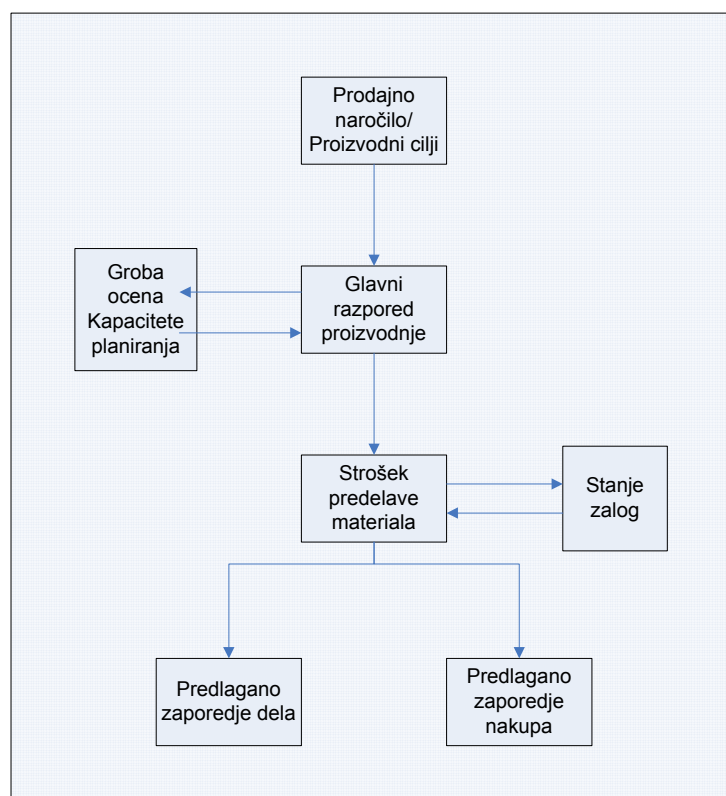 Prodajno
naročilo/
Proizvodni cilji
Groba
ocena
Kapacitete
planiranja
Glavni
razpored
proizvodnje
Strošek
predelave
materiala
Stanje
zalog
Predlagano
zaporedje dela
Predlagano
zaporedje
nakupa